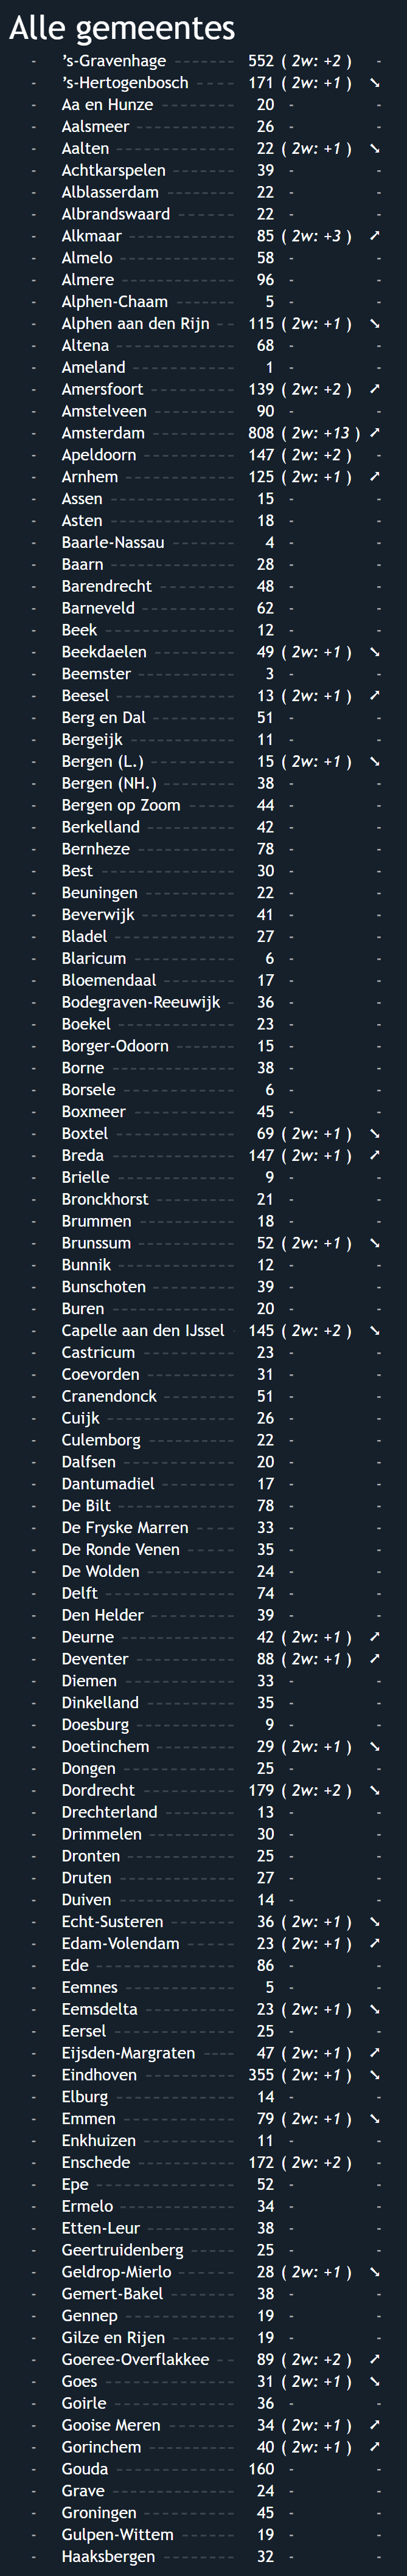 Alle gemeentes
- ’s-Gravenhage 552 ( 2w: +2 ) -
- ’s-Hertogenbosch 171 ( 2w: +1 ) ➘
- Aa en Hunze 20 - -
- Aalsmeer 26 - -
- Aalten 22 ( 2w: +1 ) ➘
- Achtkarspelen 39 - -
- Alblasserdam 22 - -
- Albrandswaard 22 - -
- Alkmaar 85 ( 2w: +3 ) ➚
- Almelo 58 - -
- Almere 96 - -
- Alphen-Chaam 5 - -
- Alphen aan den Rijn 115 ( 2w: +1 ) ➘
- Altena 68 - -
- Ameland 1 - -
- Amersfoort 139 ( 2w: +2 ) ➚
- Amstelveen 90 - -
- Amsterdam 808 ( 2w: +13 ) ➚
- Apeldoorn 147 ( 2w: +2 ) -
- Arnhem 125 ( 2w: +1 ) ➚
- Assen 15 - -
- Asten 18 - -
- Baarle-Nassau 4 - -
- Baarn 28 - -
- Barendrecht 48 - -
- Barneveld 62 - -
- Beek 12 - -
- Beekdaelen 49 ( 2w: +1 ) ➘
- Beemster 3 - -
- Beesel 13 ( 2w: +1 ) ➚
- Berg en Dal 51 - -
- Bergeijk 11 - -
- Bergen (L.) 15 ( 2w: +1 ) ➘
- Bergen (NH.) 38 - -
- Bergen op Zoom 44 - -
- Berkelland 42 - -
- Bernheze 78 - -
- Best 30 - -
- Beuningen 22 - -
- Beverwijk 41 - -
- Bladel 27 - -
- Blaricum 6 - -
- Bloemendaal 17 - -
- Bodegraven-Reeuwijk 36 - -
- Boekel 23 - -
- Borger-Odoorn 15 - -
- Borne 38 - -
- Borsele 6 - -
- Boxmeer 45 - -
- Boxtel 69 ( 2w: +1 ) ➘
- Breda 147 ( 2w: +1 ) ➚
- Brielle 9 - -
- Bronckhorst 21 - -
- Brummen 18 - -
- Brunssum 52 ( 2w: +1 ) ➘
- Bunnik 12 - -
- Bunschoten 39 - -
- Buren 20 - -
- Capelle aan den IJssel 145 ( 2w: +2 ) ➘
- Castricum 23 - -
- Coevorden 31 - -
- Cranendonck 51 - -
- Cuijk 26 - -
- Culemborg 22 - -
- Dalfsen 20 - -
- Dantumadiel 17 - -
- De Bilt 78 - -
- De Fryske Marren 33 - -
- De Ronde Venen 35 - -
- De Wolden 24 - -
- Delft 74 - -
- Den Helder 39 - -
- Deurne 42 ( 2w: +1 ) ➚
- Deventer 88 ( 2w: +1 ) ➚
- Diemen 33 - -
- Dinkelland 35 - -
- Doesburg 9 - -
- Doetinchem 29 ( 2w: +1 ) ➘
- Dongen 25 - -
- Dordrecht 179 ( 2w: +2 ) ➘
- Drechterland 13 - -
- Drimmelen 30 - -
- Dronten 25 - -
- Druten 27 - -
- Duiven 14 - -
- Echt-Susteren 36 ( 2w: +1 ) ➘
- Edam-Volendam 23 ( 2w: +1 ) ➚
- Ede 86 - -
- Eemnes 5 - -
- Eemsdelta 23 ( 2w: +1 ) ➘
- Eersel 25 - -
- Eijsden-Margraten 47 ( 2w: +1 ) ➚
- Eindhoven 355 ( 2w: +1 ) ➘
- Elburg 14 - -
- Emmen 79 ( 2w: +1 ) ➘
- Enkhuizen 11 - -
- Enschede 172 ( 2w: +2 ) -
- Epe 52 - -
- Ermelo 34 - -
- Etten-Leur 38 - -
- Geertruidenberg 25 - -
- Geldrop-Mierlo 28 ( 2w: +1 ) ➘
- Gemert-Bakel 38 - -
- Gennep 19 - -
- Gilze en Rijen 19 - -
- Goeree-Overflakkee 89 ( 2w: +2 ) ➚
- Goes 31 ( 2w: +1 ) ➘
- Goirle 36 - -
- Gooise Meren 34 ( 2w: +1 ) ➚
- Gorinchem 40 ( 2w: +1 ) ➚
- Gouda 160 - -
- Grave 24 - -
- Groningen 45 - -
- Gulpen-Wittem 19 - -
- Haaksbergen 32 - -